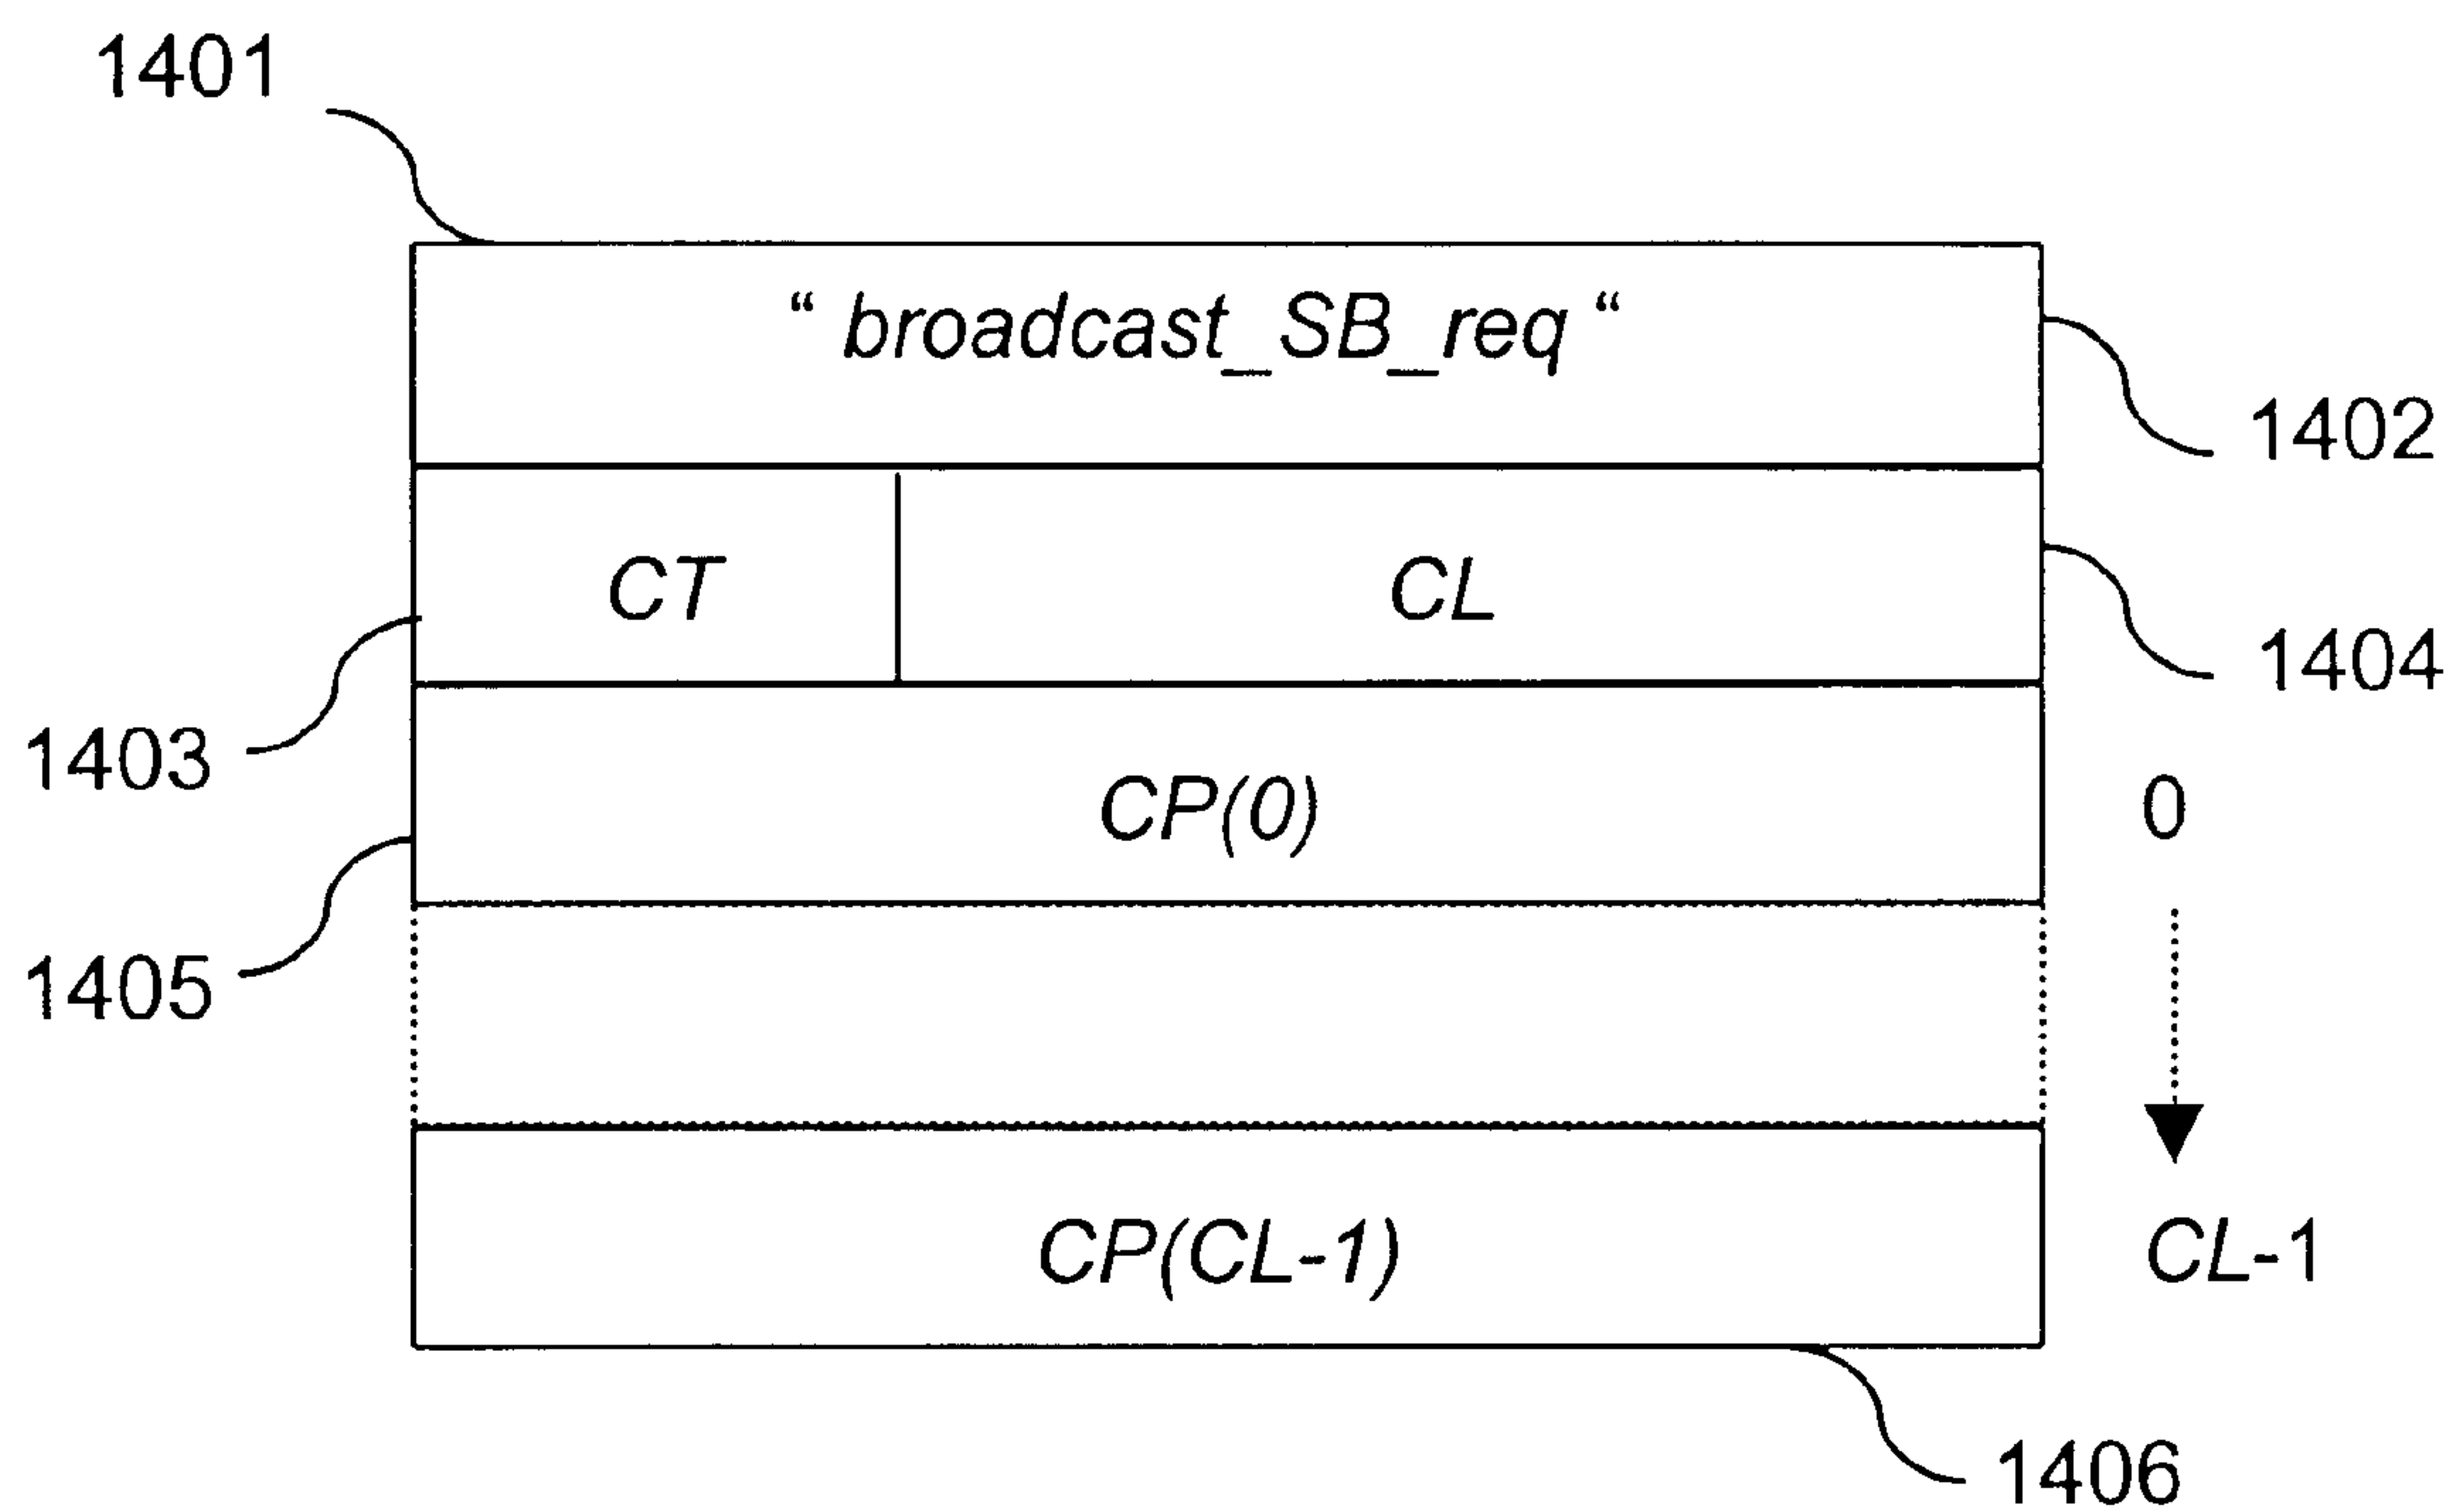 1401
“ broadcast_SB_req “
1402
CT CL
1404
1403
CP(0) 0
1405
CP(CL-1) CL-1
1406